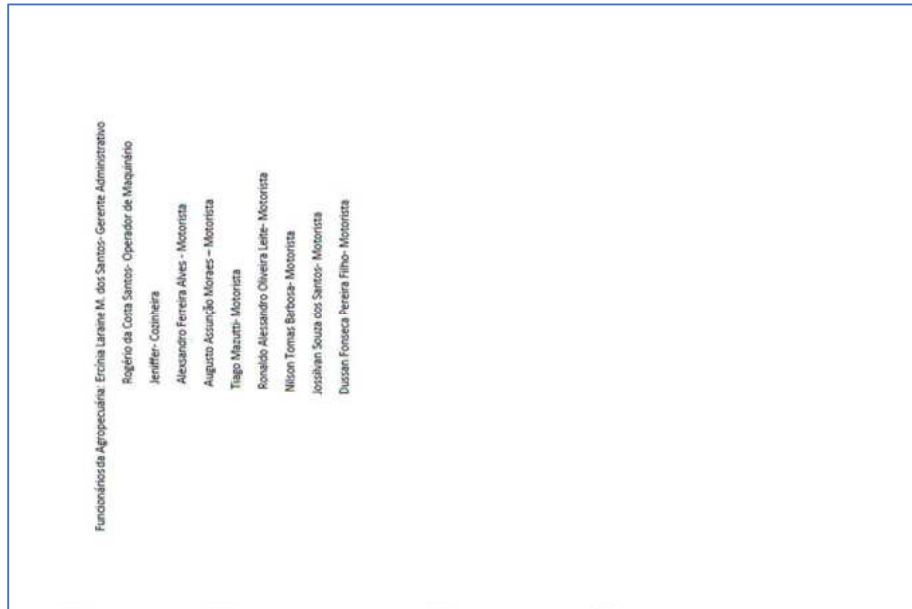 Funcionários da Agropecuária: Ercínia Laraine M. dos Santos- Gerente Administrativo
Rogério da Costa Santos- Operador de Maquinário
Jeniffer- Cozinheira
Alexsandro Ferreira Alves - Motorista
Augusto Assunção Moraes – Motorista
Tiago Mazutti- Motorista
Ronaldo Alessandro Oliveira Leite- Motorista
Nilson Tomas Barbosa- Motorista
Jossilvan Souza dos Santos- Motorista
Dussan Fonseca Pereira Filho- Motorista